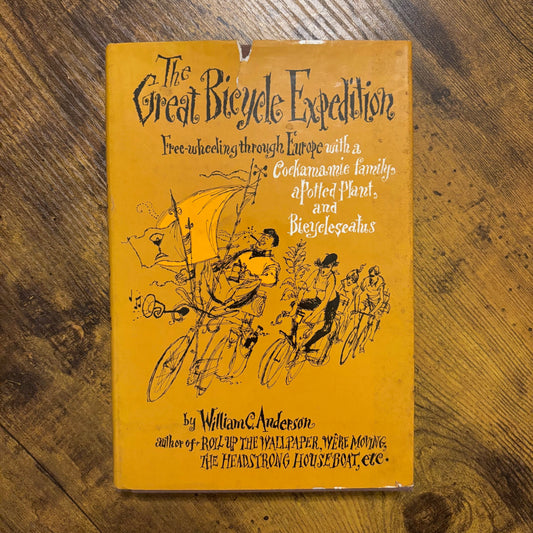 The
Great Bicycle Expedition
Free-wheeling through Europe with a
Cockamamie family,
a Potted Plant,
and
Bicycleseatus
by William C. Anderson
author of ROLL UP THE WALLPAPER, WE'RE MOVING,
THE HEADSTRONG HOUSEBOAT, etc.